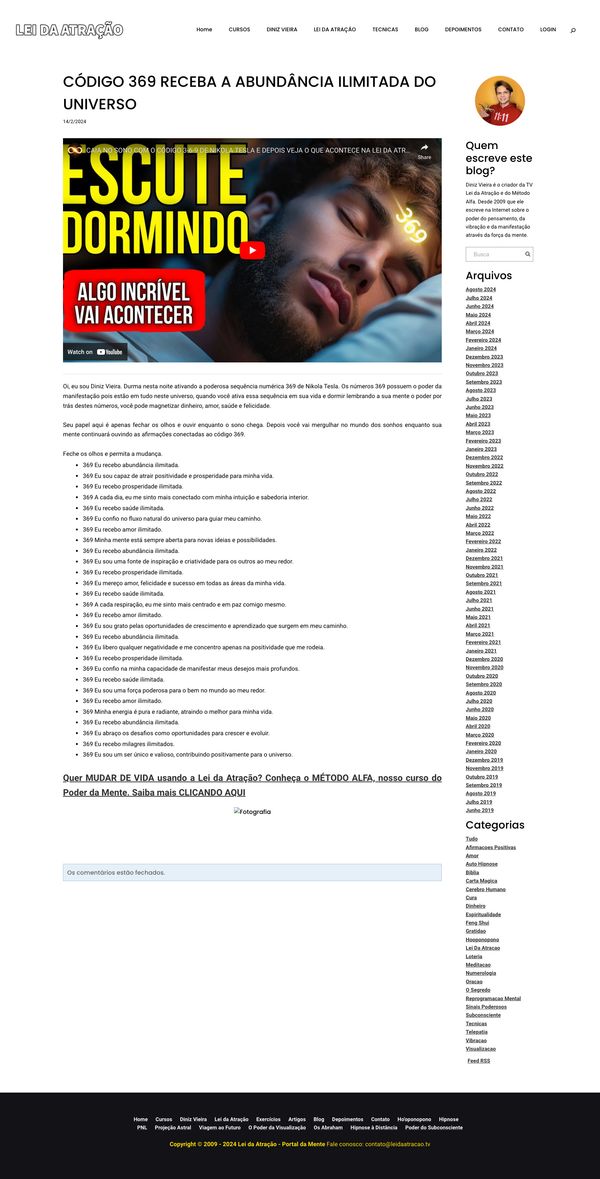 LEI DA ATRAÇÃO
Home CURSOS DINIZ VIEIRA LEI DA ATRAÇÃO TECNICAS BLOG DEPOIMENTOS CONTATO LOGIN
CÓDIGO 369 RECEBA A ABUNDÂNCIA ILIMITADA DO
UNIVERSO
14/2/2024
CAIA NO SONO COM O CÓDIGO 3-6-9 DE NIKOLA TESLA E DEPOIS VEJA O QUE ACONTECE NA LEI DA ATR...
Share
ESCUTE
DORMINDO
369
ALGO INCRÍVEL
VAI ACONTECER
Watch on YouTube
Oi, eu sou Diniz Vieira. Durma nesta noite ativando a poderosa sequência numérica 369 de Nikola Tesla. Os números 369 possuem o poder da
manifestação pois estão em tudo neste universo, quando você ativa essa sequência em sua vida e dormir lembrando a sua mente o poder por
trás destes números, você pode magnetizar dinheiro, amor, saúde e felicidade.
Seu papel aqui é apenas fechar os olhos e ouvir enquanto o sono chega. Depois você vai mergulhar no mundo dos sonhos enquanto sua
mente continuará ouvindo as afirmações conectadas ao código 369.
Feche os olhos e permita a mudança.
369 Eu recebo abundância ilimitada.
369 Eu sou capaz de atrair positividade e prosperidade para minha vida.
369 Eu recebo prosperidade ilimitada.
369 A cada dia, eu me sinto mais conectado com minha intuição e sabedoria interior.
369 Eu recebo saúde ilimitada.
369 Eu confio no fluxo natural do universo para guiar meu caminho.
369 Eu recebo amor ilimitado.
369 Minha mente está sempre aberta para novas ideias e possibilidades.
369 Eu recebo abundância ilimitada.
369 Eu sou uma fonte de inspiração e criatividade para os outros ao meu redor.
369 Eu recebo prosperidade ilimitada.
369 Eu mereço amor, felicidade e sucesso em todas as áreas da minha vida.
369 Eu recebo saúde ilimitada.
369 A cada respiração, eu me sinto mais centrado e em paz comigo mesmo.
369 Eu recebo amor ilimitado.
369 Eu sou grato pelas oportunidades de crescimento e aprendizado que surgem em meu caminho.
369 Eu recebo abundância ilimitada.
369 Eu libero qualquer negatividade e me concentro apenas na positividade que me rodeia.
369 Eu recebo prosperidade ilimitada.
369 Eu confio na minha capacidade de manifestar meus desejos mais profundos.
369 Eu recebo saúde ilimitada.
369 Eu sou uma força poderosa para o bem no mundo ao meu redor.
369 Eu recebo amor ilimitado.
369 Minha energia é pura e radiante, atraindo o melhor para minha vida.
369 Eu recebo abundância ilimitada.
369 Eu abraço os desafios como oportunidades para crescer e evoluir.
369 Eu recebo milagres ilimitados.
369 Eu sou um ser único e valioso, contribuindo positivamente para o universo.
Quer MUDAR DE VIDA usando a Lei da Atração? Conheça o MÉTODO ALFA, nosso curso do
Poder da Mente. Saiba mais CLICANDO AQUI
Fotografia
Os comentários estão fechados.
11:11
Quem
escreve este
blog?
Diniz Vieira é o criador da TV
Lei da Atração e do Método
Alfa. Desde 2009 que ele
escreve na Internet sobre o
poder do pensamento, da
vibração e da manifestação
através da força da mente.
Busca
Arquivos
Agosto 2024
Julho 2024
Junho 2024
Maio 2024
Abril 2024
Março 2024
Fevereiro 2024
Janeiro 2024
Dezembro 2023
Novembro 2023
Outubro 2023
Setembro 2023
Agosto 2023
Julho 2023
Junho 2023
Maio 2023
Abril 2023
Março 2023
Fevereiro 2023
Janeiro 2023
Dezembro 2022
Novembro 2022
Outubro 2022
Setembro 2022
Agosto 2022
Julho 2022
Junho 2022
Maio 2022
Abril 2022
Março 2022
Fevereiro 2022
Janeiro 2022
Dezembro 2021
Novembro 2021
Outubro 2021
Setembro 2021
Agosto 2021
Julho 2021
Junho 2021
Maio 2021
Abril 2021
Março 2021
Fevereiro 2021
Janeiro 2021
Dezembro 2020
Novembro 2020
Outubro 2020
Setembro 2020
Agosto 2020
Julho 2020
Junho 2020
Maio 2020
Abril 2020
Março 2020
Fevereiro 2020
Janeiro 2020
Dezembro 2019
Novembro 2019
Outubro 2019
Setembro 2019
Agosto 2019
Julho 2019
Junho 2019
Categorias
Tudo
Afirmacoes Positivas
Amor
Auto Hipnose
Bíblia
Carta Magica
Cerebro Humano
Cura
Dinheiro
Espiritualidade
Feng Shui
Gratidao
Hooponopono
Lei Da Atracao
Loteria
Meditacao
Numerologia
Oracao
O Segredo
Reprogramacao Mental
Sinais Poderosos
Subconsciente
Tecnicas
Telepatia
Vibracao
Visualizacao
Feed RSS
Home Cursos Diniz Vieira Lei da Atração Exercícios Artigos Blog Depoimentos Contato Ho'oponopono Hipnose
PNL Projeção Astral Viagem ao Futuro O Poder da Visualização Os Abraham Hipnose à Distância Poder do Subconsciente
Copyright © 2009 - 2024 Lei da Atração - Portal da Mente Fale conosco: contato@leidaatracao.tv